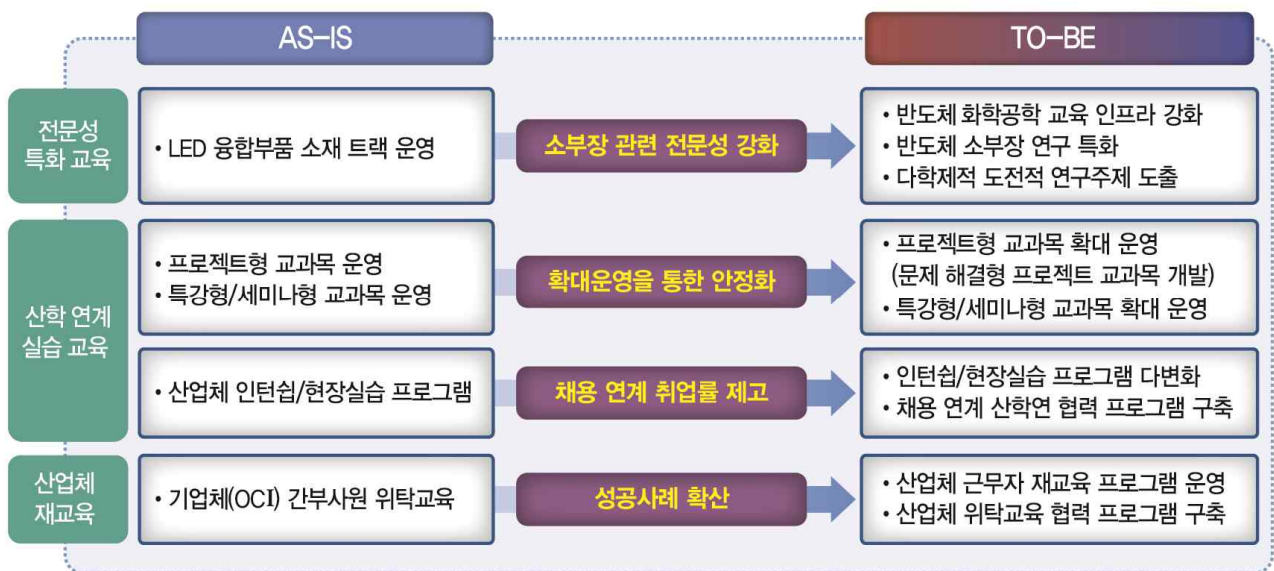 AS-IS
TO-BE
전문성
특화 교육
• LED 융합부품 소재 트랙 운영
소부장 관련 전문성 강화
• 반도체 화학공학 교육 인프라 강화
• 반도체 소부장 연구 특화
• 다학제적 도전적 연구주제 도출
산학 연계
실습 교육
• 프로젝트형 교과목 운영
• 특강형/세미나형 교과목 운영
확대운영을 통한 안정화
• 프로젝트형 교과목 확대 운영
(문제 해결형 프로젝트 교과목 개발)
• 특강형/세미나형 교과목 확대 운영
• 산업체 인턴쉽/현장실습 프로그램
채용 연계 취업률 제고
• 인턴쉽/현장실습 프로그램 다변화
• 채용 연계 산학연 협력 프로그램 구축
산업체
재교육
• 기업체(OCI) 간부사원 위탁교육
성공사례 확산
• 산업체 근무자 재교육 프로그램 운영
• 산업체 위탁교육 협력 프로그램 구축